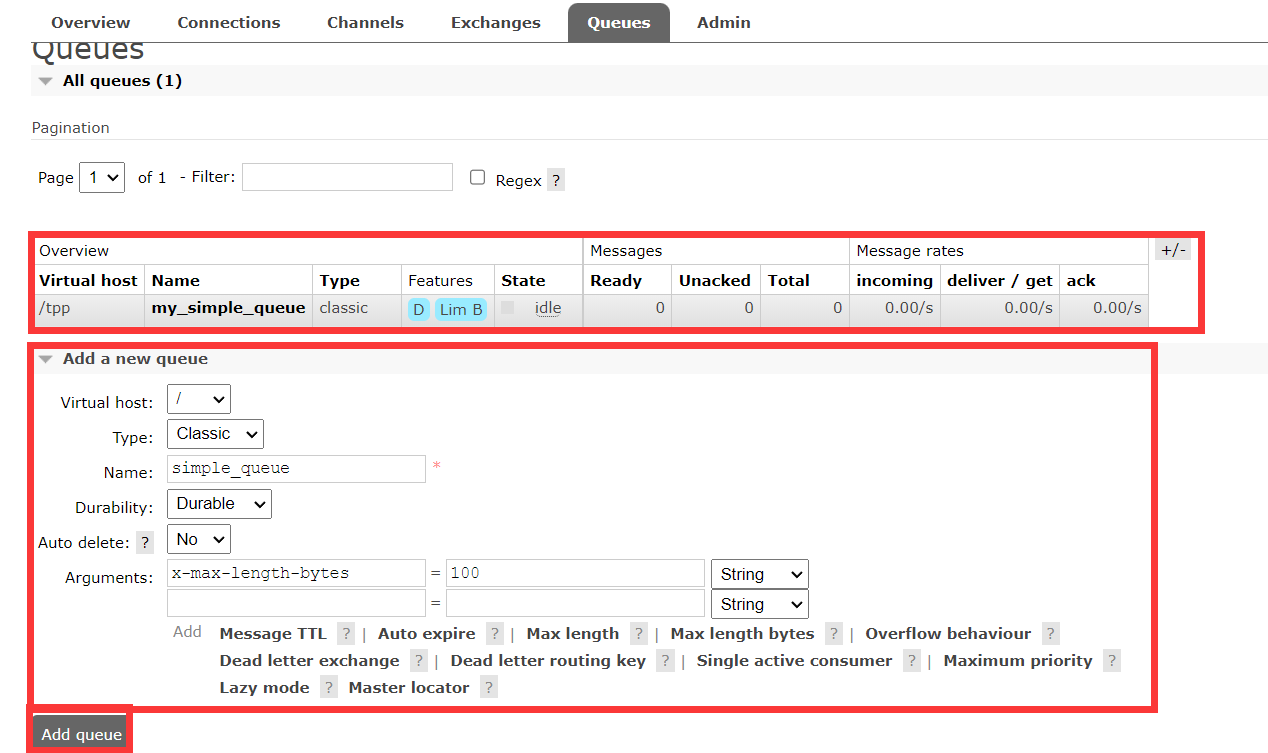 Overview Connections Channels Exchanges Queues Admin
Queues
All queues (1)
Pagination
Page 1 of 1 - Filter: Regex ?
Overview Messages Message rates +/-
Virtual host Name Type Features State Ready Unacked Total incoming deliver / get ack
/tpp my_simple_queue classic D Lim B idle 0 0 0 0.00/s 0.00/s 0.00/s
Add a new queue
Virtual host: /
Type: Classic
Name: simple_queue *
Durability: Durable
Auto delete: ? No
Arguments: x-max-length-bytes = 100 String
= String
Add Message TTL ? | Auto expire ? | Max length ? | Max length bytes ? | Overflow behaviour ?
Dead letter exchange ? | Dead letter routing key ? | Single active consumer ? | Maximum priority ?
Lazy mode ? Master locator ?
Add queue